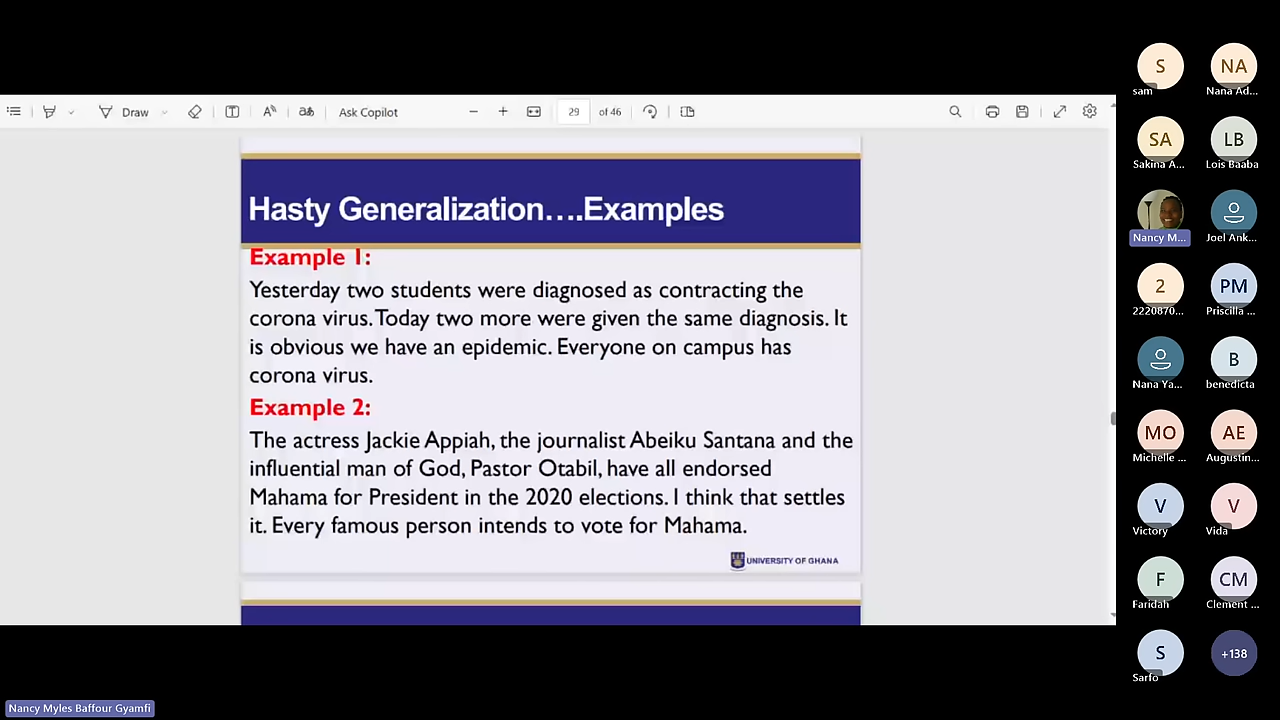 Draw
Ask Copilot
29 of 46
Hasty Generalization….Examples
Example 1:
Yesterday two students were diagnosed as contracting the
corona virus. Today two more were given the same diagnosis. It
is obvious we have an epidemic. Everyone on campus has
corona virus.
Example 2:
The actress Jackie Appiah, the journalist Abeiku Santana and the
influential man of God, Pastor Otabil, have all endorsed
Mahama for President in the 2020 elections. I think that settles
it. Every famous person intends to vote for Mahama.
UNIVERSITY OF GHANA
S NA
sam Nana Ad...
SA LB
Sakina A... Lois Baaba
Nancy M... Joel Ank...
2 PM
2220870... Priscilla ...
B
Nana Ya... benedicta
MO AE
Michelle ... Augustin...
V V
Victory Vida
F CM
Faridah Clement ...
S +138
Sarfo
Nancy Myles Baffour Gyamfi